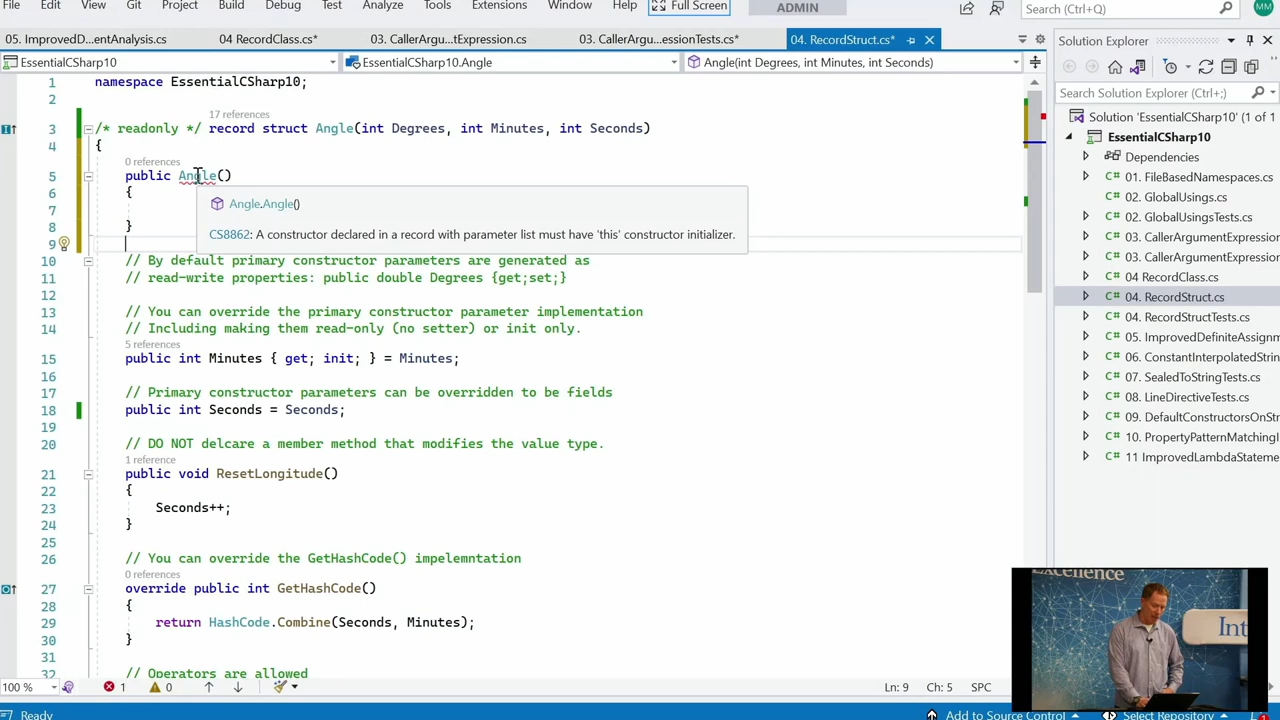 File Edit View Git Project Build Debug Test Analyze Tools Extensions Window Help Full Screen ADMIN Search (Ctrl+Q) MM
05. ImprovedD...entAnalysis.cs 04 RecordClass.cs* 03. CallerArgu...tExpression.cs 03. CallerArgu...essionTests.cs* 04. RecordStruct.cs*
EssentialCSharp10 EssentialCSharp10.Angle Angle(int Degrees, int Minutes, int Seconds)
1 namespace EssentialCSharp10;
2
17 references
3 /* readonly */ record struct Angle(int Degrees, int Minutes, int Seconds)
4 {
0 references
5 public Angle()
6 {
7
8 }
9
Angle.Angle()
CS8862: A constructor declared in a record with parameter list must have 'this' constructor initializer.
10 // By default primary constructor parameters are generated as
11 // read-write properties: public double Degrees {get;set;}
12
13 // You can override the primary constructor parameter implementation
14 // Including making them read-only (no setter) or init only.
5 references
15 public int Minutes { get; init; } = Minutes;
16
17 // Primary constructor parameters can be overridden to be fields
18 public int Seconds = Seconds;
19
20 // DO NOT delcare a member method that modifies the value type.
1 reference
21 public void ResetLongitude()
22 {
23 Seconds++;
24 }
25
26 // You can override the GetHashCode() impelemntation
0 references
27 override public int GetHashCode()
28 {
29 return HashCode.Combine(Seconds, Minutes);
30 }
31
32 // Operators are allowed
100 % 1 0 Ln: 9 Ch: 5 SPC
Ready Add to Source Control Select Repository
Solution Explorer
Search Solution Explorer (Ctrl+;)
Solution 'EssentialCSharp10' (1 of 1
EssentialCSharp10
Dependencies
C# 01. FileBasedNamespaces.cs
C# 02. GlobalUsings.cs
C# 02. GlobalUsingsTests.cs
C# 03. CallerArgumentExpression
C# 03. CallerArgumentExpression
C# 04 RecordClass.cs
C# 04. RecordStruct.cs
C# 04. RecordStructTests.cs
C# 05. ImprovedDefiniteAssignm
C# 06. ConstantInterpolatedStrin
C# 07. SealedToStringTests.cs
C# 08. LineDirectiveTests.cs
C# 09. DefaultConstructorsOnStr
C# 10. PropertyPatternMatchingI
C# 11 ImprovedLambdaStateme
Excellence
Int